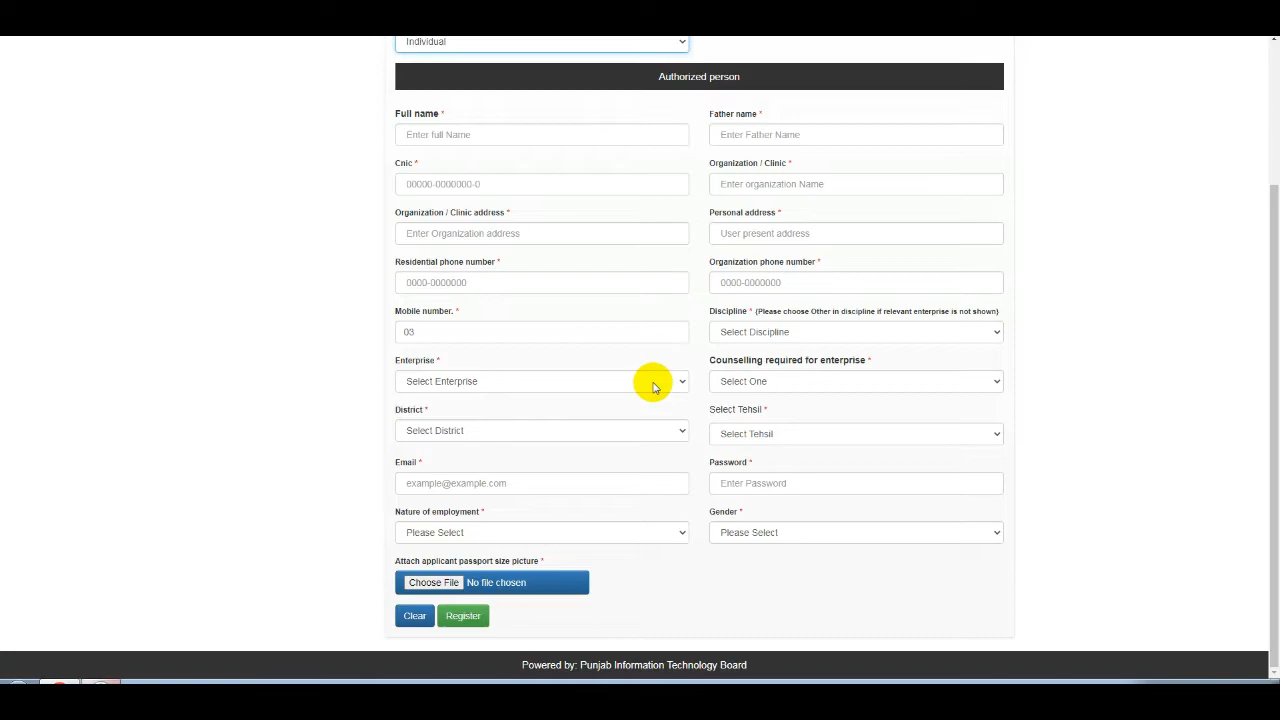 Individual
Authorized person
Full name *
Father name *
Enter full Name
Enter Father Name
Cnic *
Organization / Clinic *
00000-0000000-0
Enter organization Name
Organization / Clinic address *
Personal address *
Enter Organization address
User present address
Residential phone number *
Organization phone number *
0000-0000000
0000-0000000
Mobile number. *
Discipline * (Please choose Other in discipline if relevant enterprise is not shown)
03
Select Discipline
Enterprise *
Counselling required for enterprise *
Select Enterprise
Select One
District *
Select Tehsil *
Select District
Select Tehsil
Email *
Password *
example@example.com
Enter Password
Nature of employment *
Gender *
Please Select
Please Select
Attach applicant passport size picture *
Choose File No file chosen
Clear
Register
Powered by: Punjab Information Technology Board